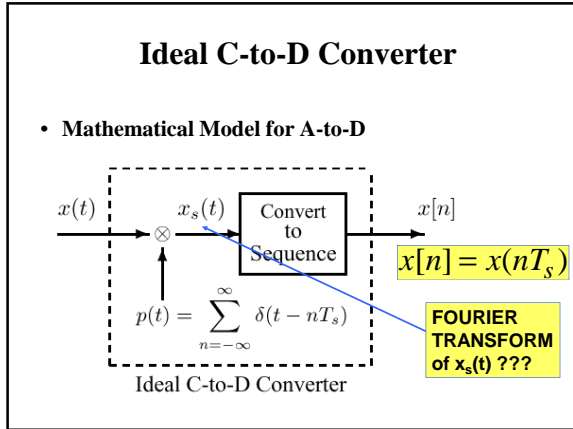 Ideal C-to-D Converter
• Mathematical Model for A-to-D
x(t)
x_s(t)
Convert
to
Sequence
x[n]
x[n] = x(nT_s)
p(t) = ∑_{n=-∞}^{∞} δ(t − nT_s)
FOURIER
TRANSFORM
of x_s(t) ???
Ideal C-to-D Converter